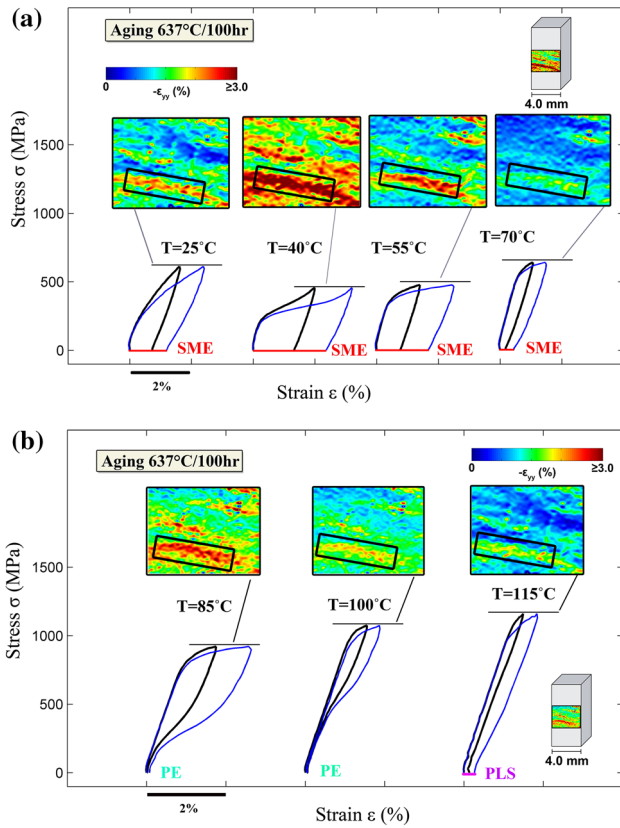 (a)
Aging 637°C/100hr
0 ≥3.0
-εyy (%)
4.0 mm
1500
1000
500
0
Stress σ (MPa)
T=25°C
T=40°C
T=55°C
T=70°C
SME
SME
SME
SME
2%
Strain ε (%)
(b)
Aging 637°C/100hr
0 ≥3.0
-εyy (%)
1500
1000
500
0
Stress σ (MPa)
T=85°C
T=100°C
T=115°C
4.0 mm
PE
PE
PLS
2%
Strain ε (%)